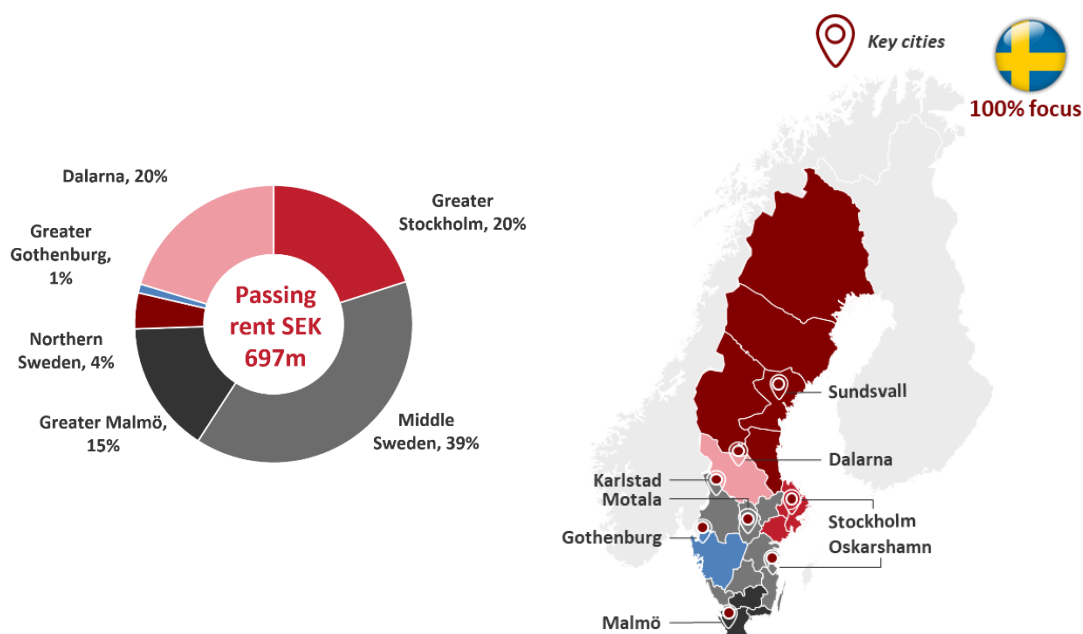 Key cities
100% focus
Dalarna, 20%
Greater
Stockholm, 20%
Greater
Gothenburg,
1%
Passing
rent SEK
697m
Northern
Sweden, 4%
Greater Malmö,
15%
Middle
Sweden, 39%
Sundsvall
Dalarna
Karlstad
Motala
Stockholm
Gothenburg
Oskarshamn
Malmö